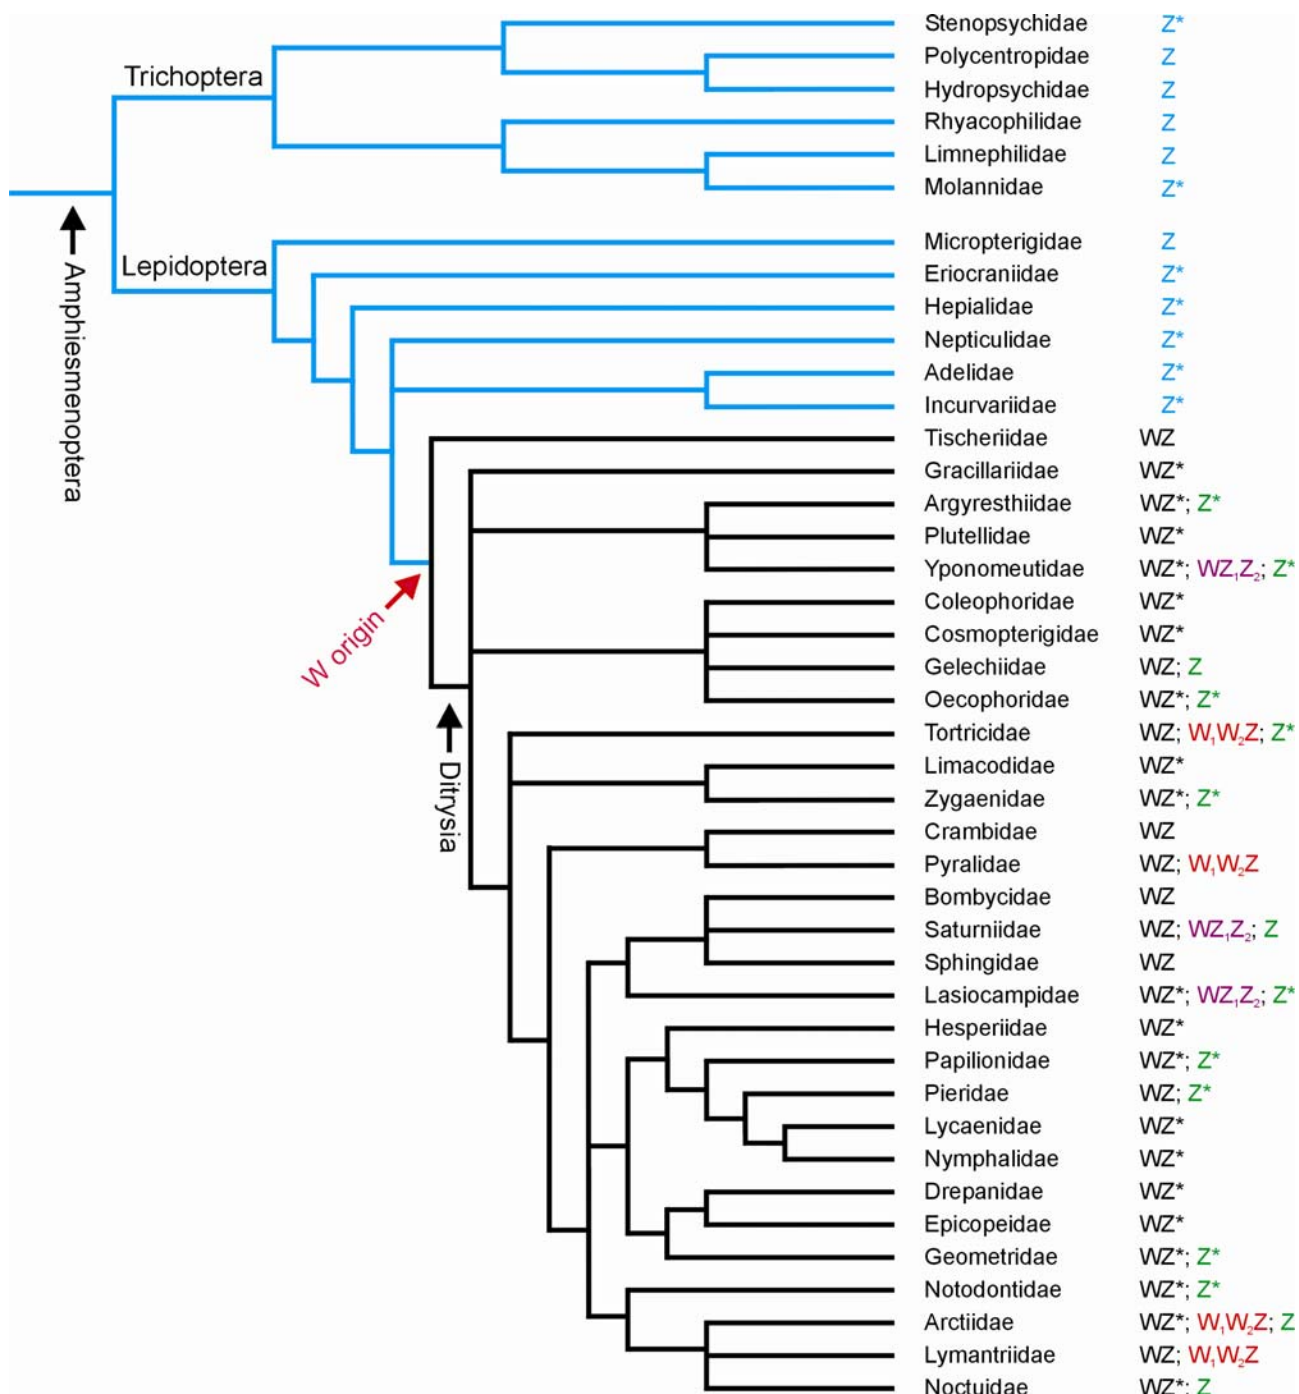 Stenopsychidae Z*
Polycentropidae Z
Trichoptera
Hydropsychidae Z
Rhyacophilidae Z
Limnephilidae Z
Molannidae Z*
Micropterigidae Z
Lepidoptera
Eriocraniidae Z*
Amphiesmenoptera
Hepialidae Z*
Nepticulidae Z*
Adelidae Z*
Incurvariidae Z*
Tischeriidae WZ
Gracillariidae WZ*
Argyresthiidae WZ*; Z*
Plutellidae WZ*
Yponomeutidae WZ*; WZ₁Z₂; Z*
Coleophoridae WZ*
W origin
Cosmopterigidae WZ*
Gelechiidae WZ; Z
Oecophoridae WZ*; Z*
Tortricidae WZ; W₁W₂Z; Z*
Limacodidae WZ*
Ditrysia
Zygaenidae WZ*; Z*
Crambidae WZ
Pyralidae WZ; W₁W₂Z
Bombycidae WZ
Saturniidae WZ; WZ₁Z₂; Z
Sphingidae WZ
Lasiocampidae WZ*; WZ₁Z₂; Z*
Hesperiidae WZ*
Papilionidae WZ*; Z*
Pieridae WZ; Z*
Lycaenidae WZ*
Nymphalidae WZ*
Drepanidae WZ*
Epicopeidae WZ*
Geometridae WZ*; Z*
Notodontidae WZ*; Z*
Arctiidae WZ*; W₁W₂Z; Z
Lymantriidae WZ; W₁W₂Z
Noctuidae WZ*; Z